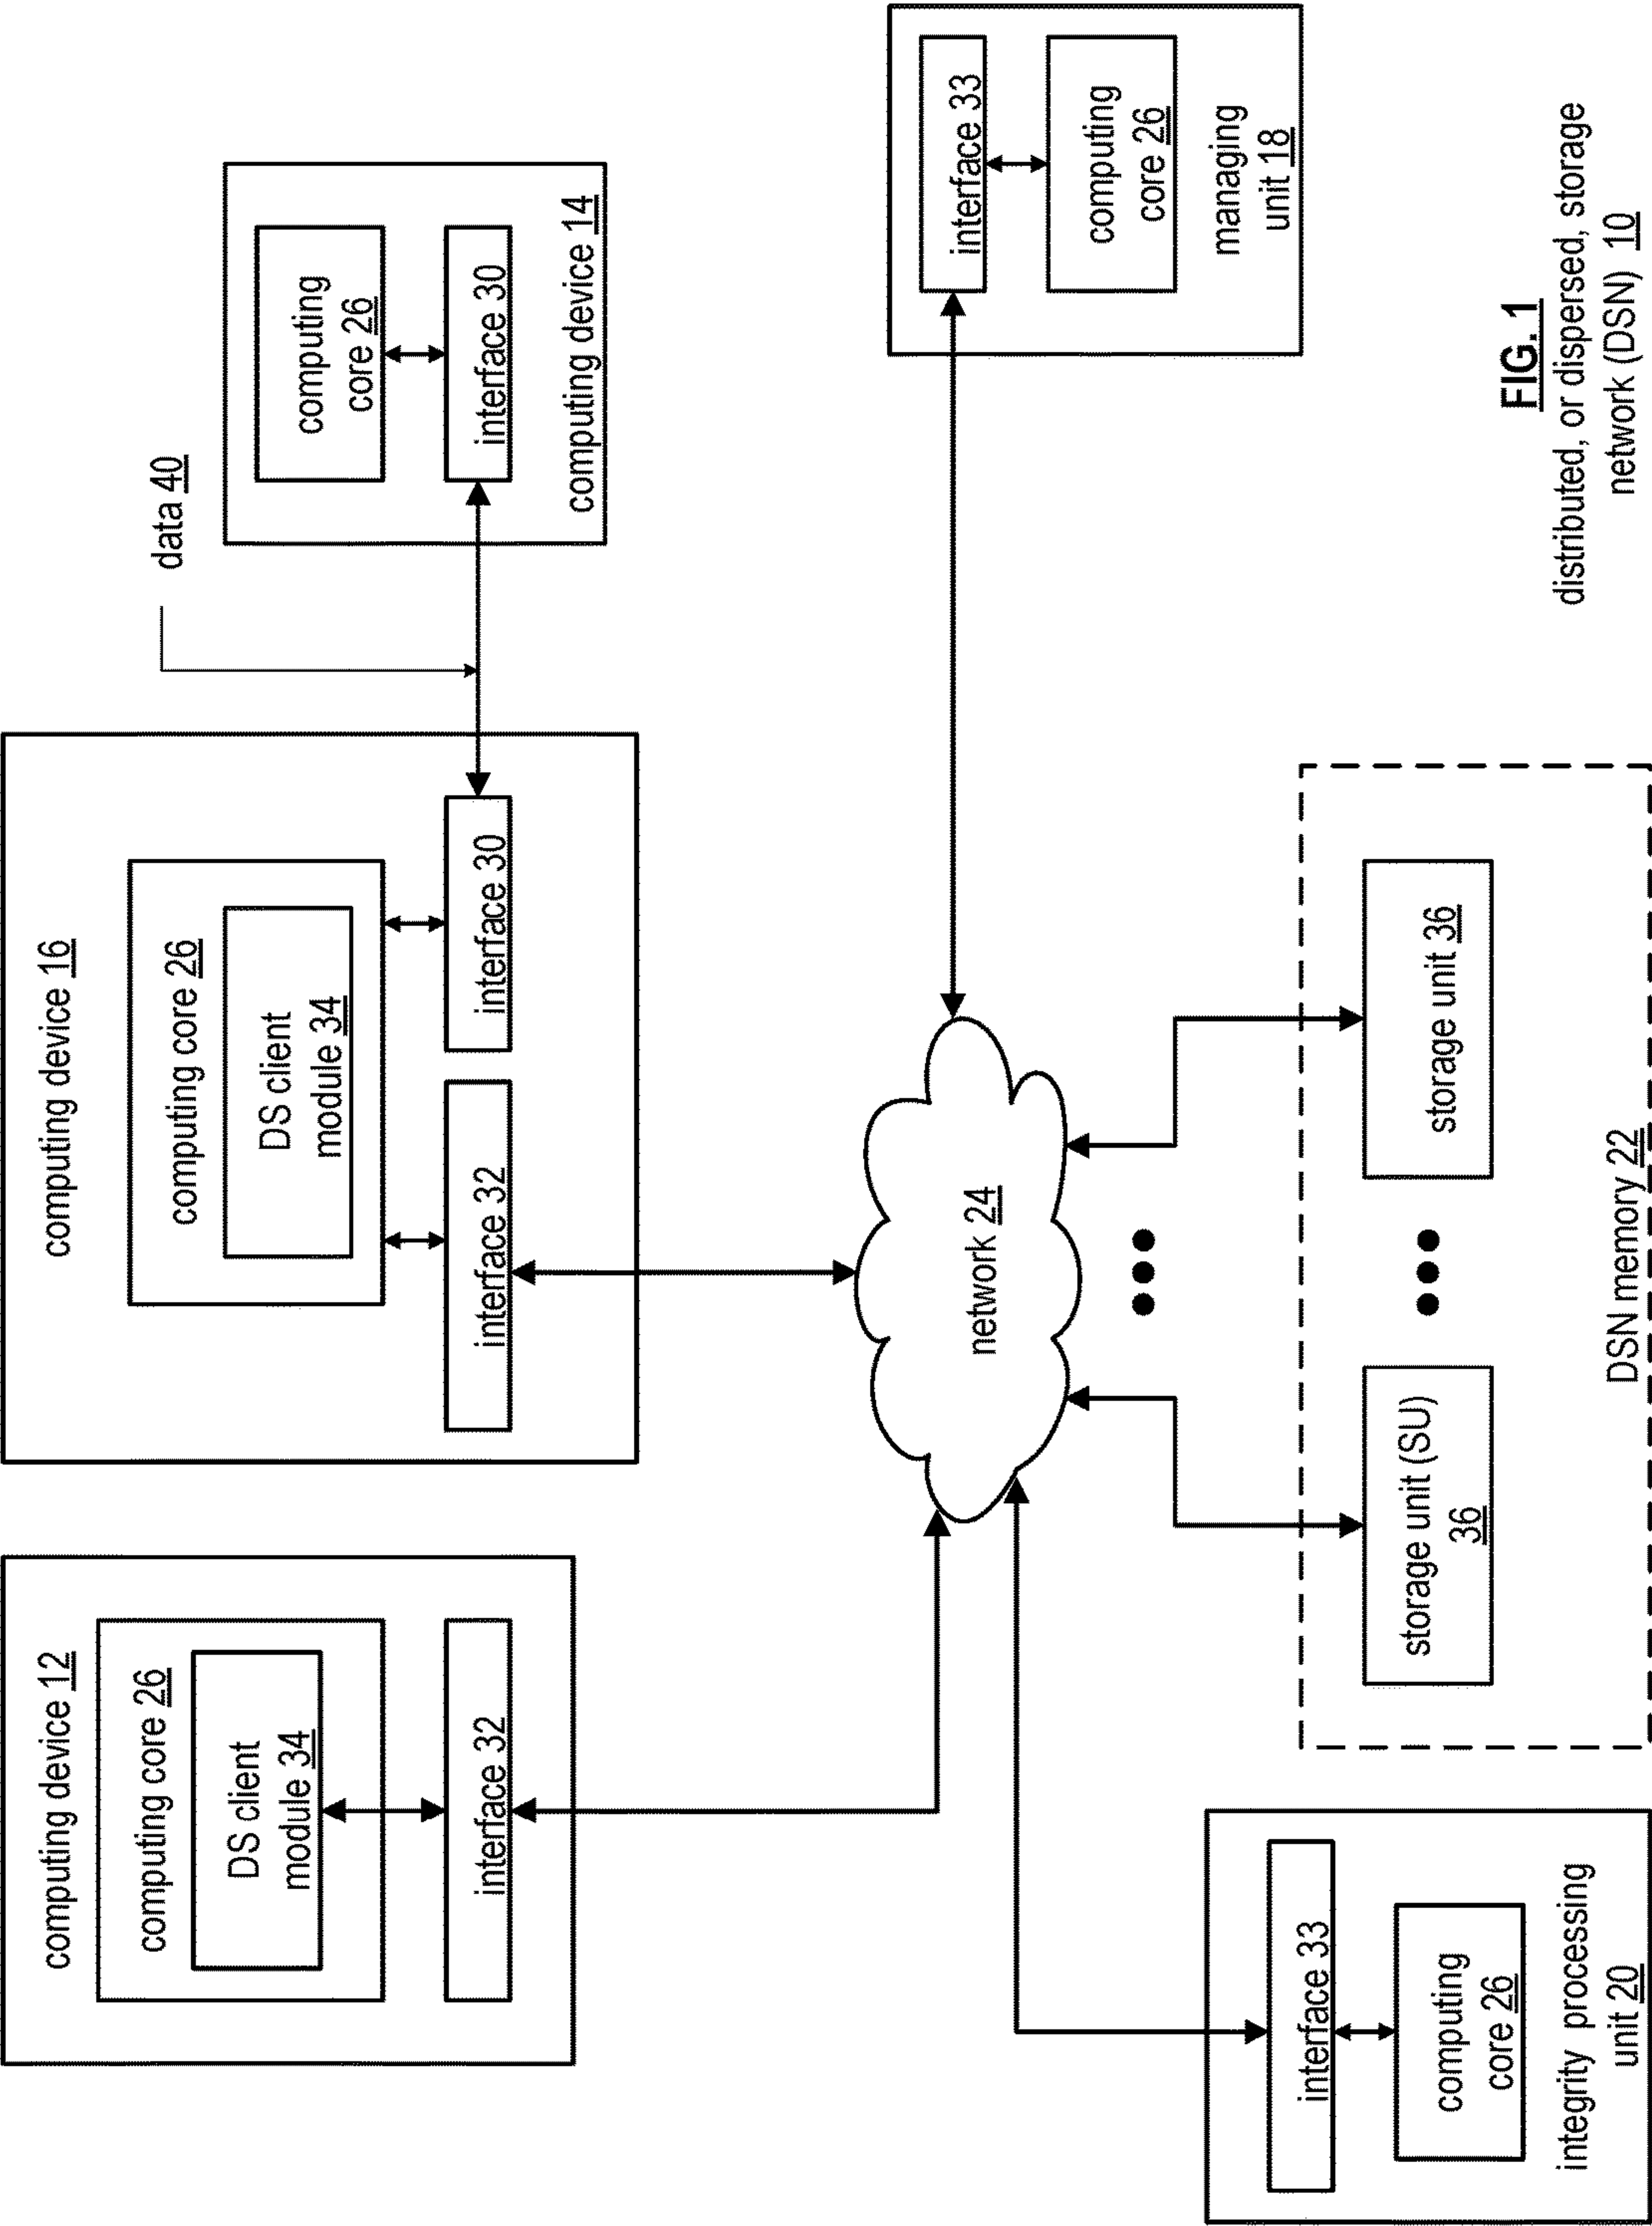 computing device 12
computing core 26
DS client
module 34
interface 32
computing device 16
computing core 26
DS client
module 34
interface 32
interface 30
data 40
computing
core 26
interface 30
computing device 14
network 24
interface 33
computing
core 26
managing
unit 18
interface 33
computing
core 26
integrity processing
unit 20
storage unit (SU)
36
storage unit 36
DSN memory 22
FIG. 1
distributed, or dispersed, storage
network (DSN) 10